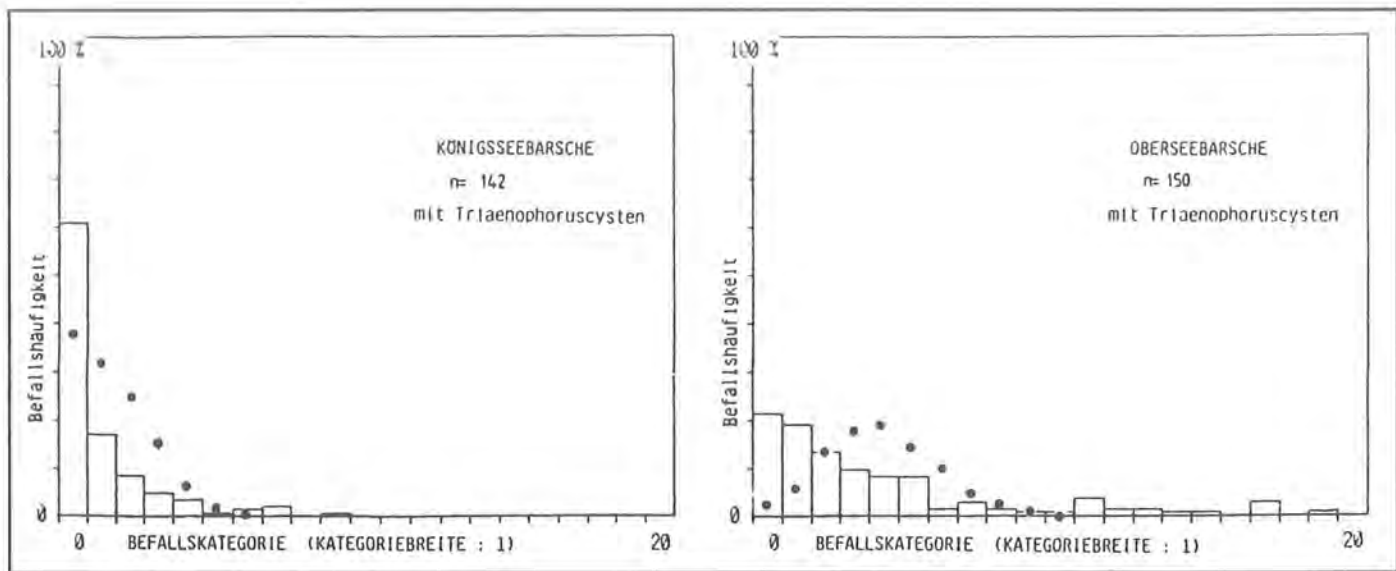 100 %
KÖNIGSSEEBARSCHE
n= 142
mit Triaenophoruscysten
Befallshäufigkeit
0
0 BEFALLSKATEGORIE (KATEGORIEBREITE : 1) 20
100 %
OBERSEEBARSCHE
n= 150
mit Triaenophoruscysten
Befallshäufigkeit
0
0 BEFALLSKATEGORIE (KATEGORIEBREITE : 1) 20